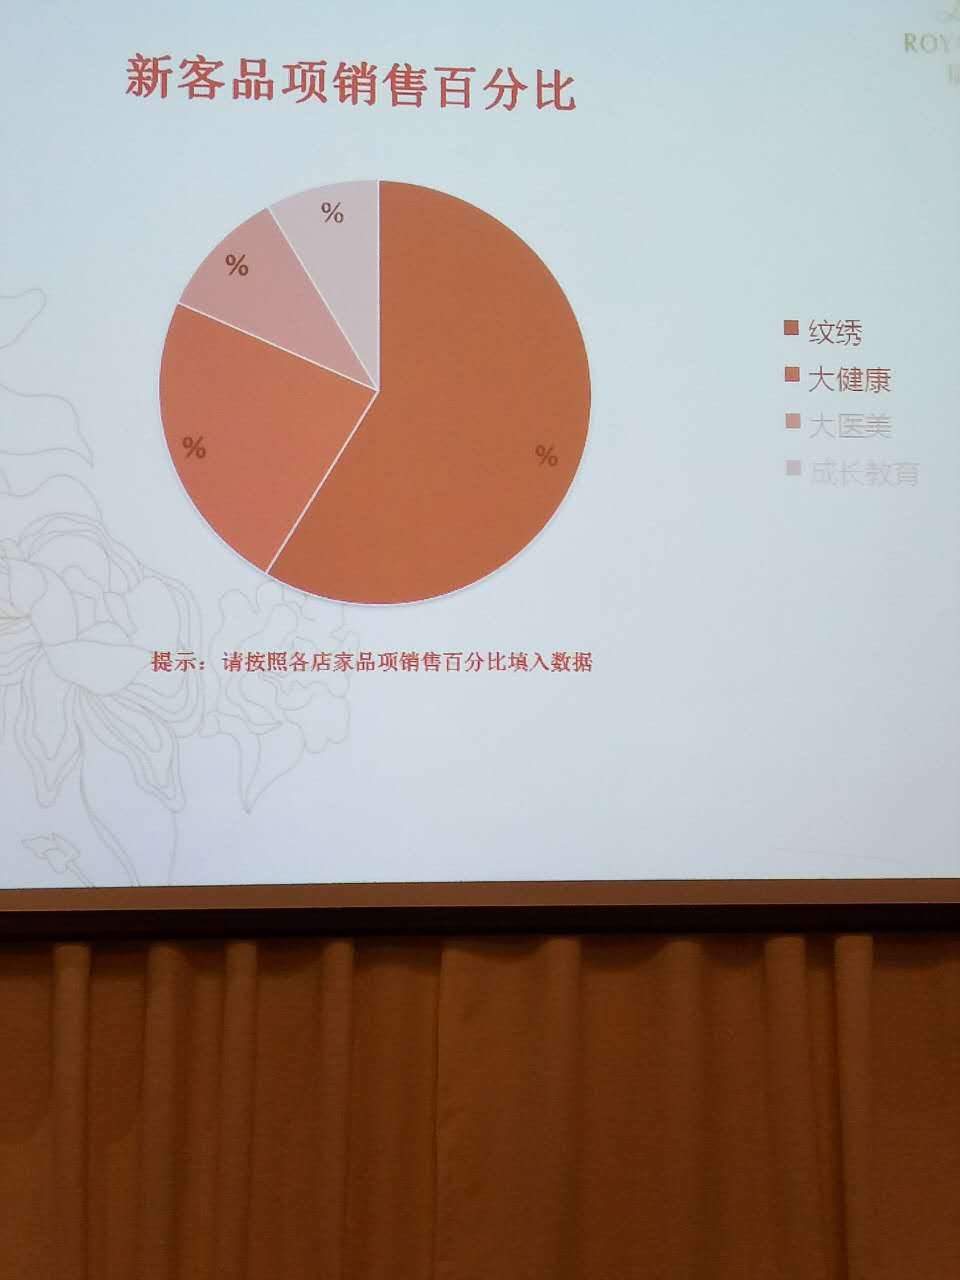 新客品项销售百分比
%
%
%
%
纹绣
大健康
大医美
成长教育
提示：请按照各店家品项销售百分比填入数据